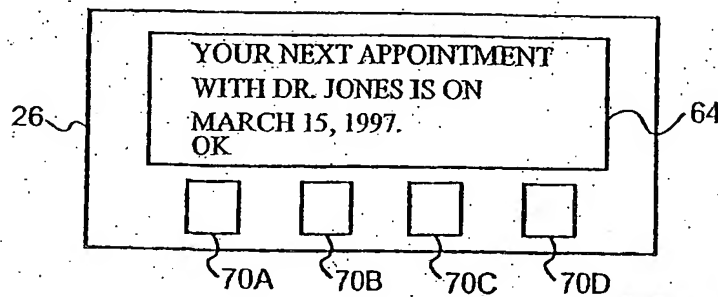 YOUR NEXT APPOINTMENT
WITH DR. JONES IS ON
MARCH 15, 1997.
OK
26
64
70A 70B 70C 70D